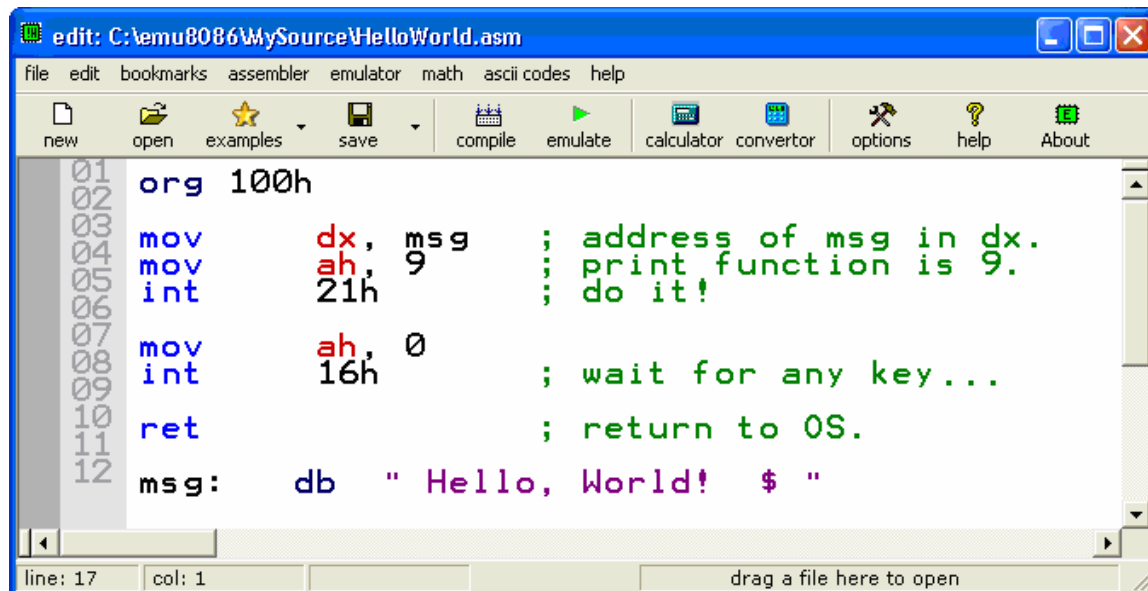 edit: C:\emu8086\MySource\HelloWorld.asm
file edit bookmarks assembler emulator math ascii codes help
new open examples save compile emulate calculator convertor options help About
01 org 100h
02
03 mov dx, msg ; address of msg in dx.
04 mov ah, 9 ; print function is 9.
05 int 21h ; do it!
06
07 mov ah, 0
08 int 16h ; wait for any key...
09
10 ret ; return to OS.
11
12 msg: db " Hello, World! $ "
line: 17 col: 1 drag a file here to open